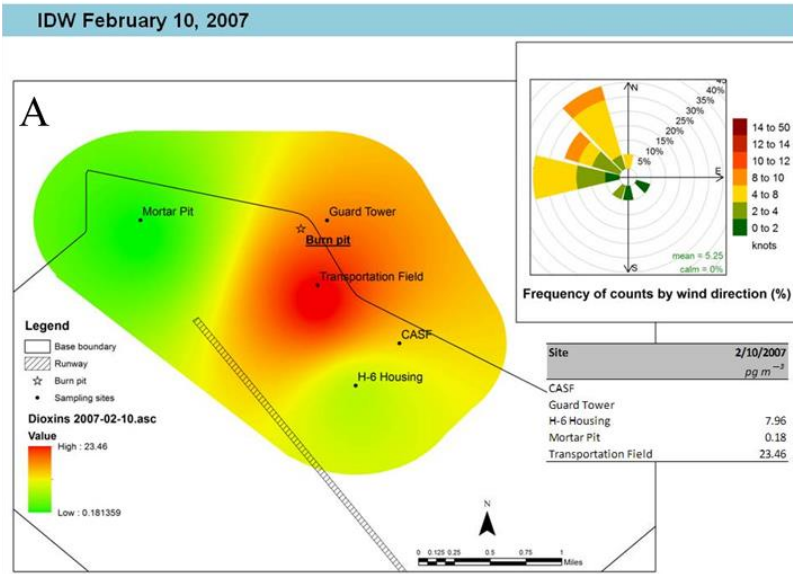 IDW February 10, 2007
A
Mortar Pit
Guard Tower
Burn pit
Transportation Field
CASF
H-6 Housing
Legend
Base boundary
Runway
Burn pit
Sampling sites
Dioxins 2007-02-10.asc
Value
High : 23.46
Low : 0.181359
N
0 0.125 0.25 0.5 0.75 1
Miles
N
E
S
5%
10%
15%
20%
25%
30%
35%
40%
14 to 50
12 to 14
10 to 12
8 to 10
4 to 8
2 to 4
0 to 2
knots
mean = 5.25
calm = 0%
Frequency of counts by wind direction (%)
Site 2/10/2007
pg m⁻³
CASF
Guard Tower
H-6 Housing 7.96
Mortar Pit 0.18
Transportation Field 23.46